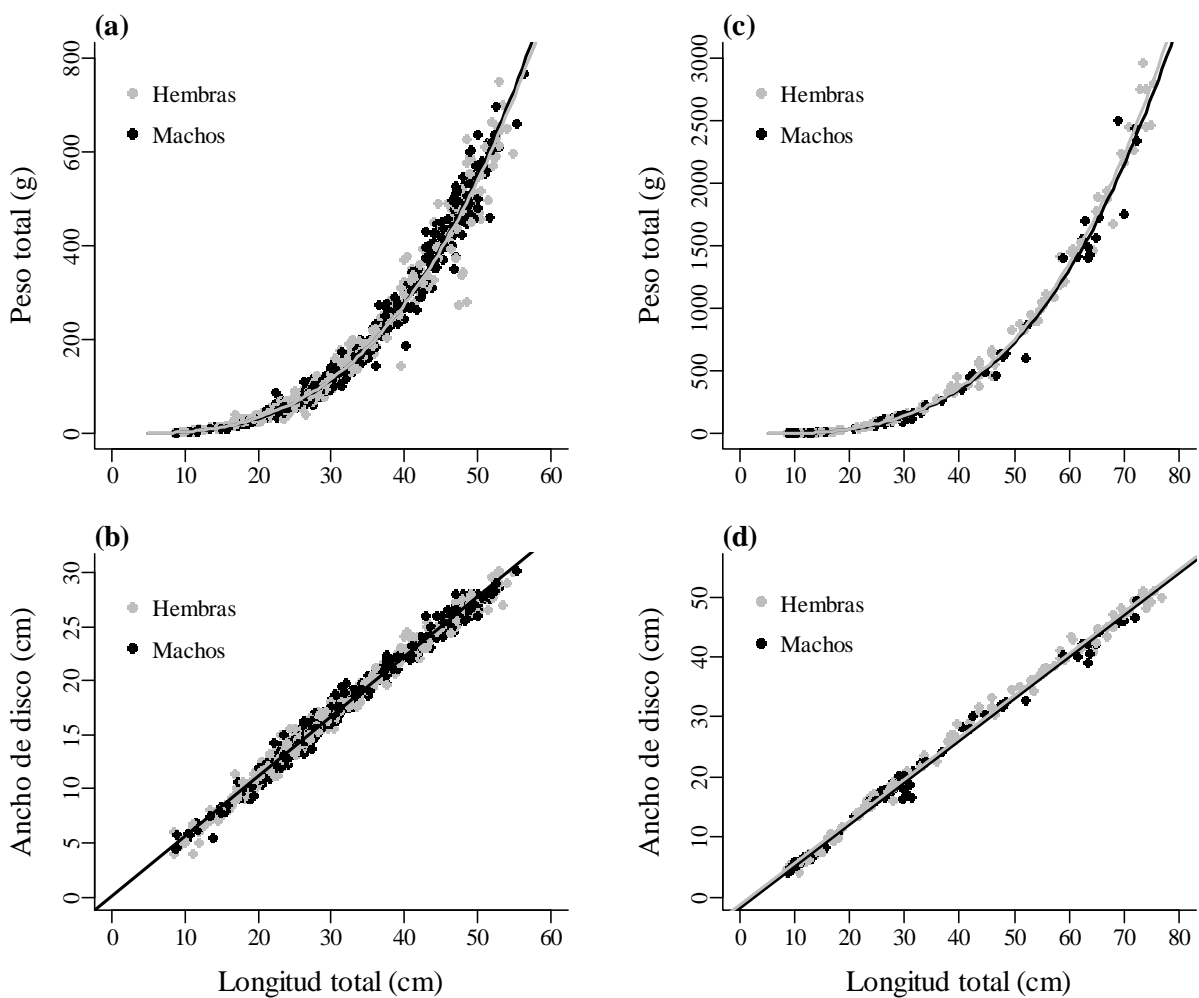 (a)
Peso total (g)
0 200 400 600 800
Hembras
Machos
0 10 20 30 40 50 60
(c)
Peso total (g)
0 500 1000 1500 2000 2500 3000
Hembras
Machos
0 10 20 30 40 50 60 70 80
(b)
Ancho de disco (cm)
0 5 10 15 20 25 30
Hembras
Machos
0 10 20 30 40 50 60
Longitud total (cm)
(d)
Ancho de disco (cm)
0 10 20 30 40 50
Hembras
Machos
0 10 20 30 40 50 60 70 80
Longitud total (cm)